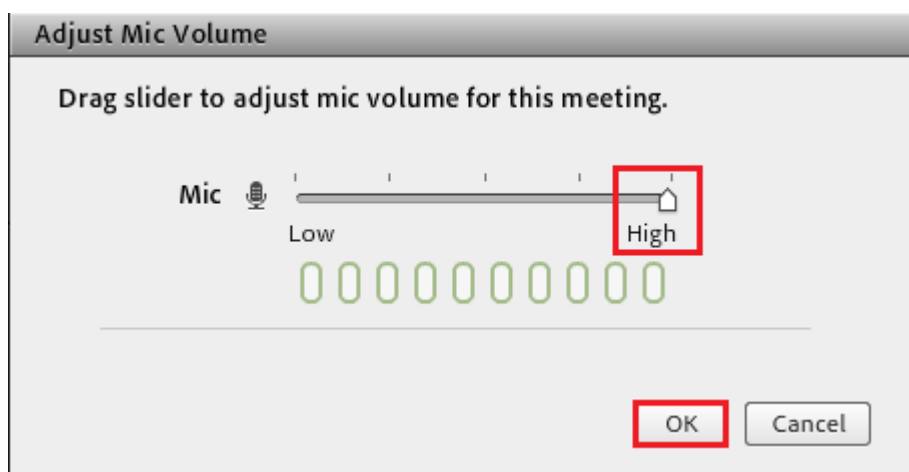 Adjust Mic Volume
Drag slider to adjust mic volume for this meeting.
Mic
Low High
OK Cancel